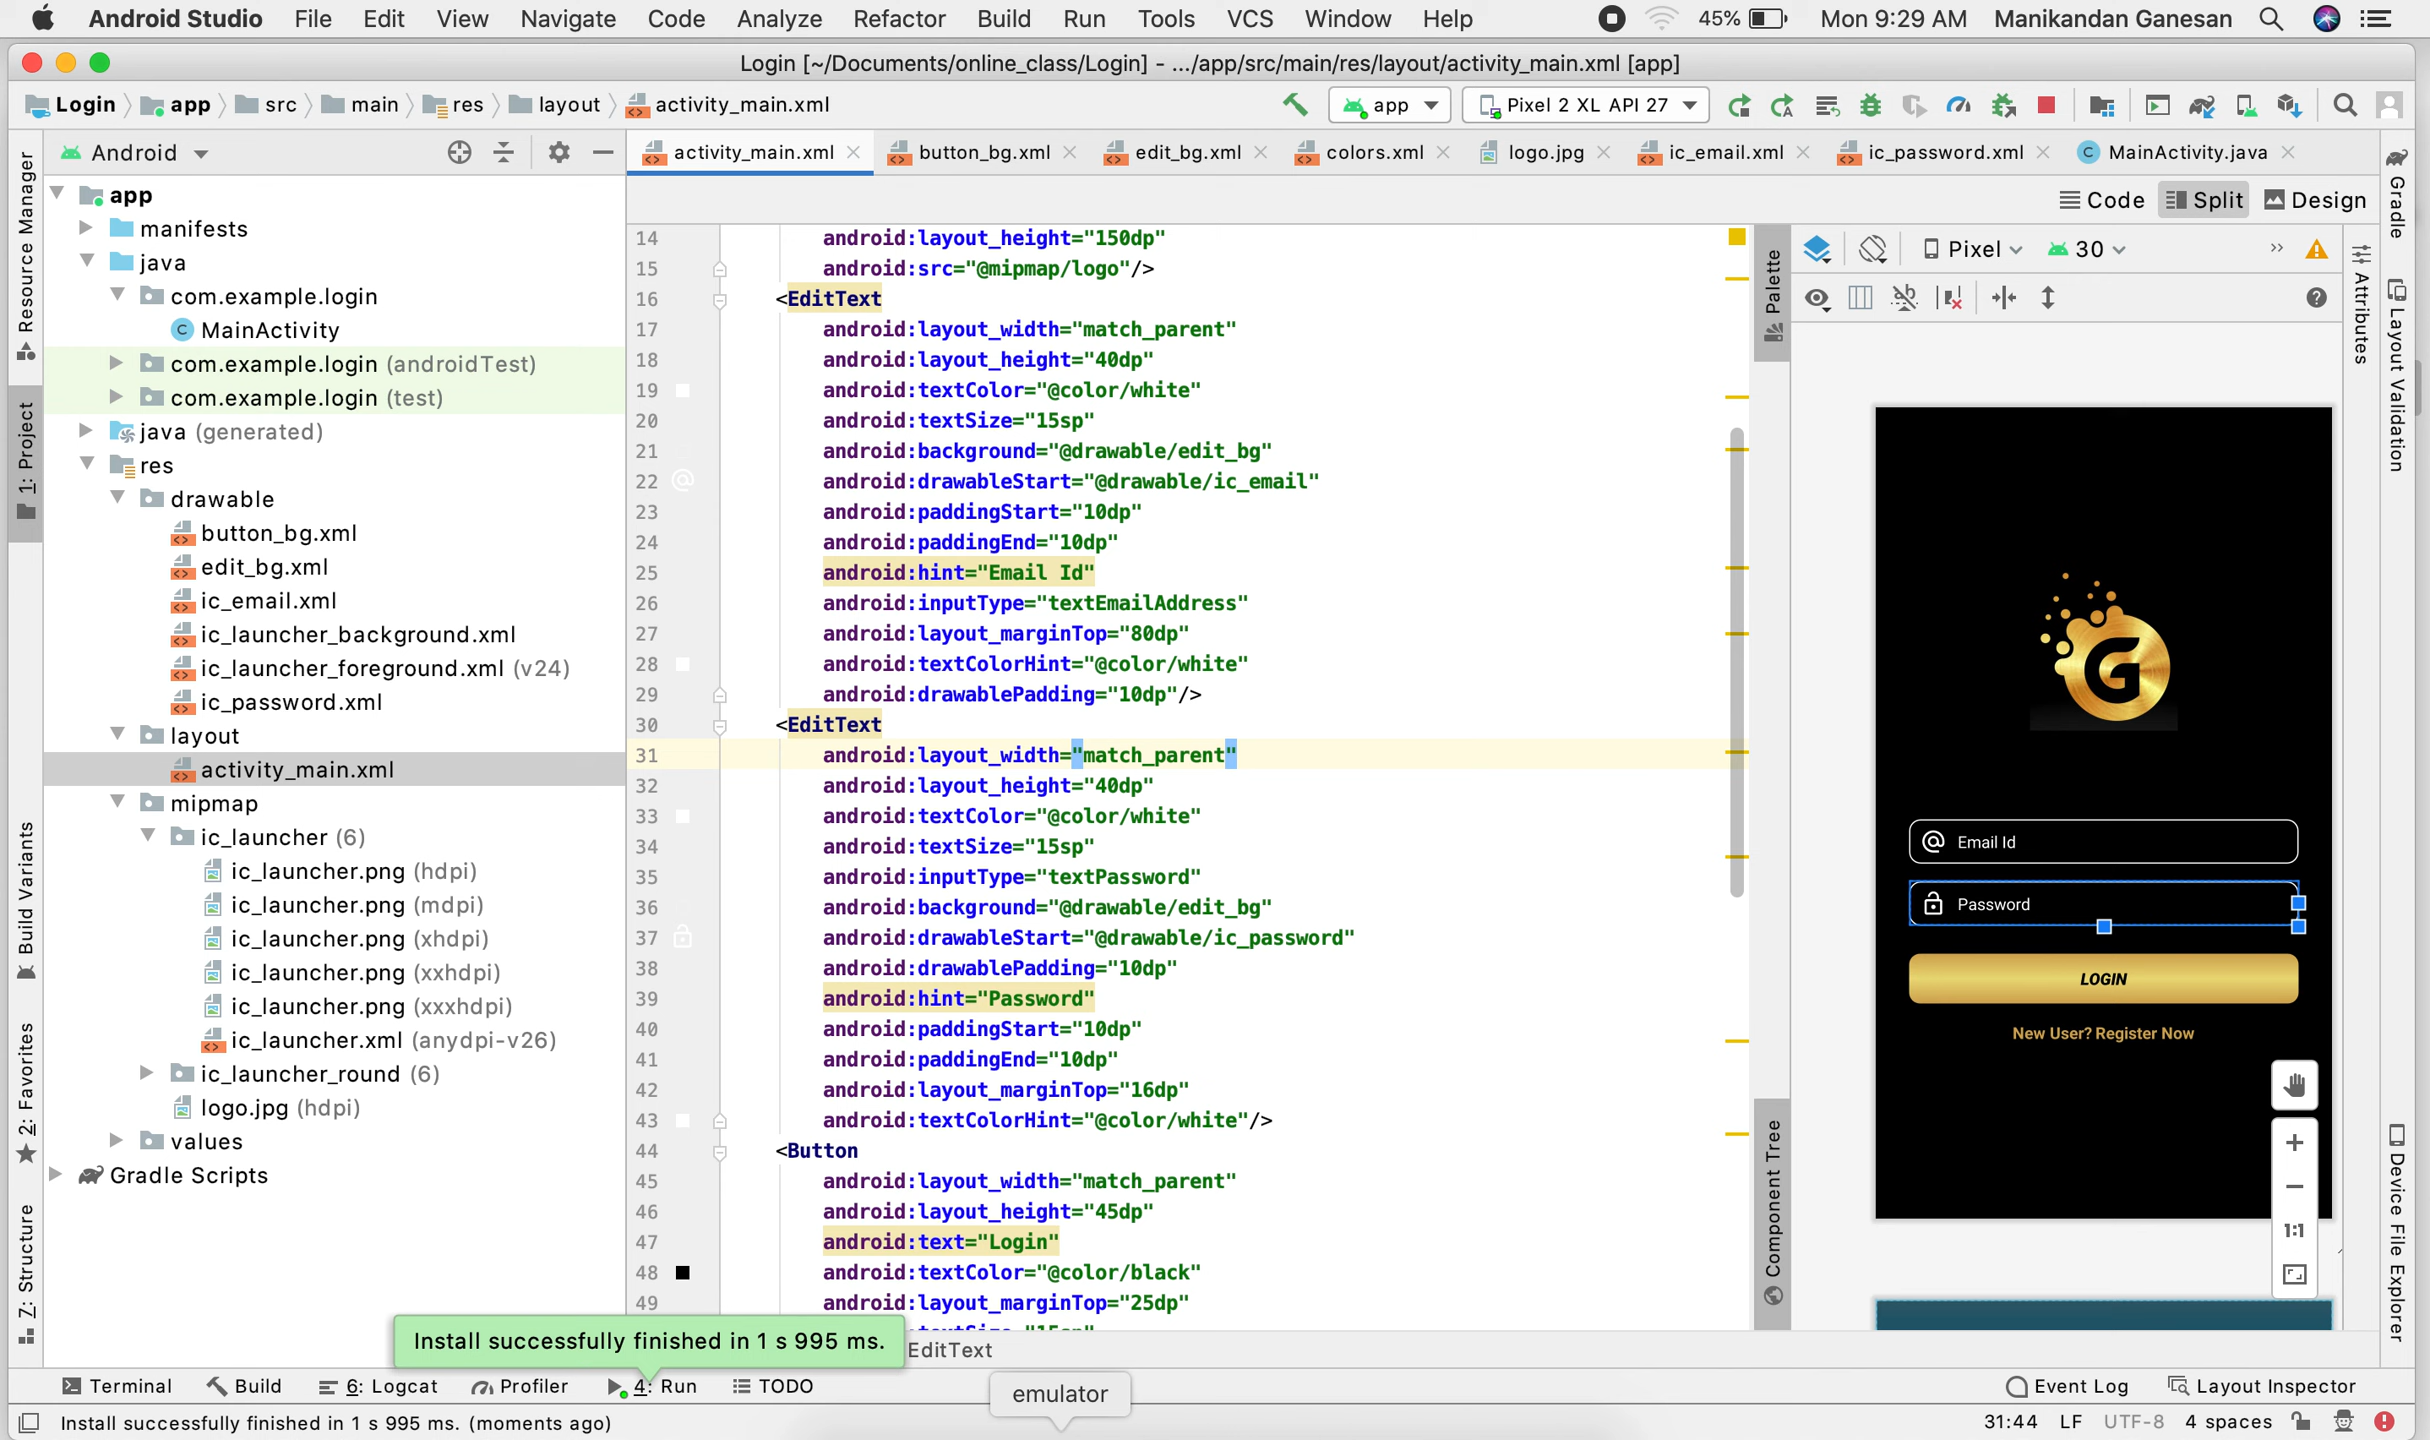 Android Studio File Edit View Navigate Code Analyze Refactor Build Run Tools VCS Window Help 45% Mon 9:29 AM Manikandan Ganesan
Login [~/Documents/online_class/Login] - .../app/src/main/res/layout/activity_main.xml [app]
Login app src main res layout activity_main.xml app Pixel 2 XL API 27
Android
activity_main.xml button_bg.xml edit_bg.xml colors.xml logo.jpg ic_email.xml ic_password.xml MainActivity.java
Code Split Design
Resource Manager
1: Project
Build Variants
2: Favorites
Z: Structure
app
manifests
java
com.example.login
MainActivity
com.example.login (androidTest)
com.example.login (test)
java (generated)
res
drawable
button_bg.xml
edit_bg.xml
ic_email.xml
ic_launcher_background.xml
ic_launcher_foreground.xml (v24)
ic_password.xml
layout
activity_main.xml
mipmap
ic_launcher (6)
ic_launcher.png (hdpi)
ic_launcher.png (mdpi)
ic_launcher.png (xhdpi)
ic_launcher.png (xxhdpi)
ic_launcher.png (xxxhdpi)
ic_launcher.xml (anydpi-v26)
ic_launcher_round (6)
logo.jpg (hdpi)
values
Gradle Scripts
14 android:layout_height="150dp"
15 android:src="@mipmap/logo"/>
16 <EditText
17 android:layout_width="match_parent"
18 android:layout_height="40dp"
19 android:textColor="@color/white"
20 android:textSize="15sp"
21 android:background="@drawable/edit_bg"
22 android:drawableStart="@drawable/ic_email"
23 android:paddingStart="10dp"
24 android:paddingEnd="10dp"
25 android:hint="Email Id"
26 android:inputType="textEmailAddress"
27 android:layout_marginTop="80dp"
28 android:textColorHint="@color/white"
29 android:drawablePadding="10dp"/>
30 <EditText
31 android:layout_width="match_parent"
32 android:layout_height="40dp"
33 android:textColor="@color/white"
34 android:textSize="15sp"
35 android:inputType="textPassword"
36 android:background="@drawable/edit_bg"
37 android:drawableStart="@drawable/ic_password"
38 android:drawablePadding="10dp"
39 android:hint="Password"
40 android:paddingStart="10dp"
41 android:paddingEnd="10dp"
42 android:layout_marginTop="16dp"
43 android:textColorHint="@color/white"/>
44 <Button
45 android:layout_width="match_parent"
46 android:layout_height="45dp"
47 android:text="Login"
48 android:textColor="@color/black"
49 android:layout_marginTop="25dp"
EditText
Palette
Component Tree
Pixel 30
G
Email Id
Password
LOGIN
New User? Register Now
1:1
Attributes
Gradle
Layout Validation
Device File Explorer
Install successfully finished in 1 s 995 ms.
Terminal Build 6: Logcat Profiler 4: Run TODO Event Log Layout Inspector
emulator
Install successfully finished in 1 s 995 ms. (moments ago) 31:44 LF UTF-8 4 spaces